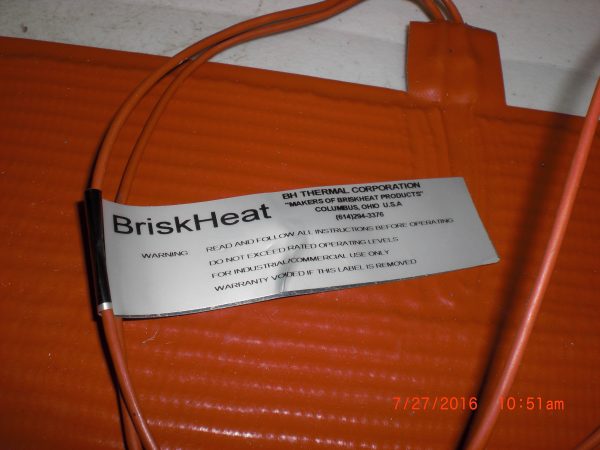 BriskHeat
BH THERMAL CORPORATION
"MAKERS OF BRISKHEAT PRODUCTS"
COLUMBUS, OHIO U.S.A
(614)294-3376
WARNING READ AND FOLLOW ALL INSTRUCTIONS BEFORE OPERATING
DO NOT EXCEED RATED OPERATING LEVELS
FOR INDUSTRIAL/COMMERCIAL USE ONLY
WARRANTY VOIDED IF THIS LABEL IS REMOVED
7/27/2016 10:51am